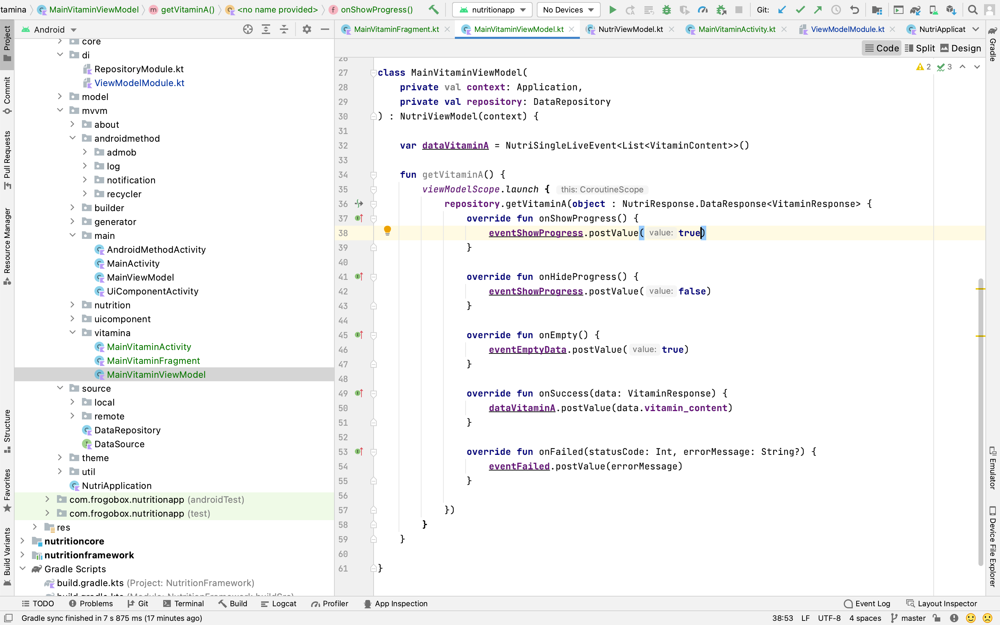 tamina MainVitaminViewModel getVitaminA() <no name provided> onShowProgress() nutritionapp No Devices Git:
Project
Commit
Pull Requests
Resource Manager
Structure
Favorites
Build Variants
Android
core
di
RepositoryModule.kt
ViewModelModule.kt
model
mvvm
about
androidmethod
admob
log
notification
recycler
builder
generator
main
AndroidMethodActivity
MainActivity
MainViewModel
UiComponentActivity
nutrition
uicomponent
vitamina
MainVitaminActivity
MainVitaminFragment
MainVitaminViewModel
source
local
remote
DataRepository
DataSource
theme
util
NutriApplication
com.frogobox.nutritionapp (androidTest)
com.frogobox.nutritionapp (test)
res
nutritioncore
nutritionframework
Gradle Scripts
build.gradle.kts (Project: NutritionFramework)
build.gradle.kts (Module: NutritionFramework.buildSrc)
MainVitaminFragment.kt MainVitaminViewModel.kt NutriViewModel.kt MainVitaminActivity.kt ViewModelModule.kt NutriApplicat
Code Split Design
2 3
26
27 class MainVitaminViewModel(
28 private val context: Application,
29 private val repository: DataRepository
30 ) : NutriViewModel(context) {
31
32 var dataVitaminA = NutriSingleLiveEvent<List<VitaminContent>>()
33
34 fun getVitaminA() {
35 viewModelScope.launch { this: CoroutineScope
36 repository.getVitaminA(object : NutriResponse.DataResponse<VitaminResponse> {
37 override fun onShowProgress() {
38 eventShowProgress.postValue( value: true)
39 }
40
41 override fun onHideProgress() {
42 eventShowProgress.postValue( value: false)
43 }
44
45 override fun onEmpty() {
46 eventEmptyData.postValue( value: true)
47 }
48
49 override fun onSuccess(data: VitaminResponse) {
50 dataVitaminA.postValue(data.vitamin_content)
51 }
52
53 override fun onFailed(statusCode: Int, errorMessage: String?) {
54 eventFailed.postValue(errorMessage)
55 }
56
57 })
58 }
59 }
60
61 }
Gradle
Emulator
Device File Explorer
TODO Problems Git Terminal Build Logcat Profiler App Inspection Event Log Layout Inspector
Gradle sync finished in 7 s 875 ms (17 minutes ago) 38:53 LF UTF-8 4 spaces master